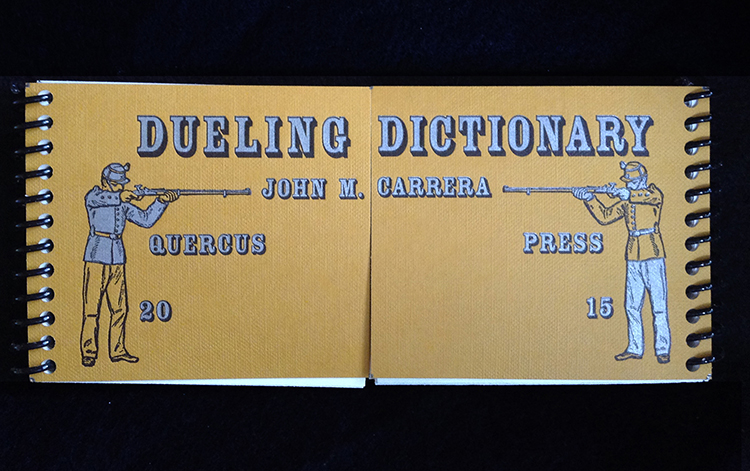 DUELING DICTIONARY
JOHN M. CARRERA
QUERCUS PRESS
20 15